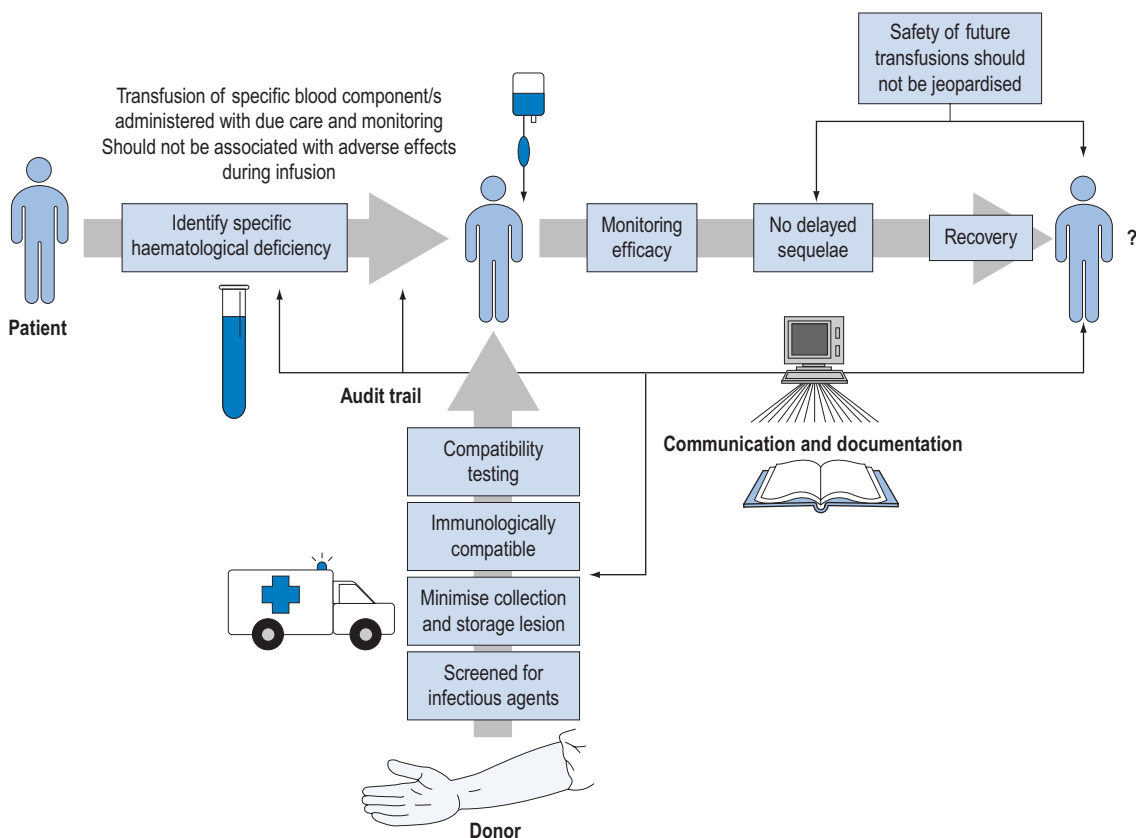 Safety of future
transfusions should
not be jeopardised
Transfusion of specific blood component/s
administered with due care and monitoring
Should not be associated with adverse effects
during infusion
Identify specific
haematological deficiency
Monitoring
efficacy
No delayed
sequelae
Recovery
?
Patient
Audit trail
Communication and documentation
Compatibility
testing
Immunologically
compatible
Minimise collection
and storage lesion
Screened for
infectious agents
Donor